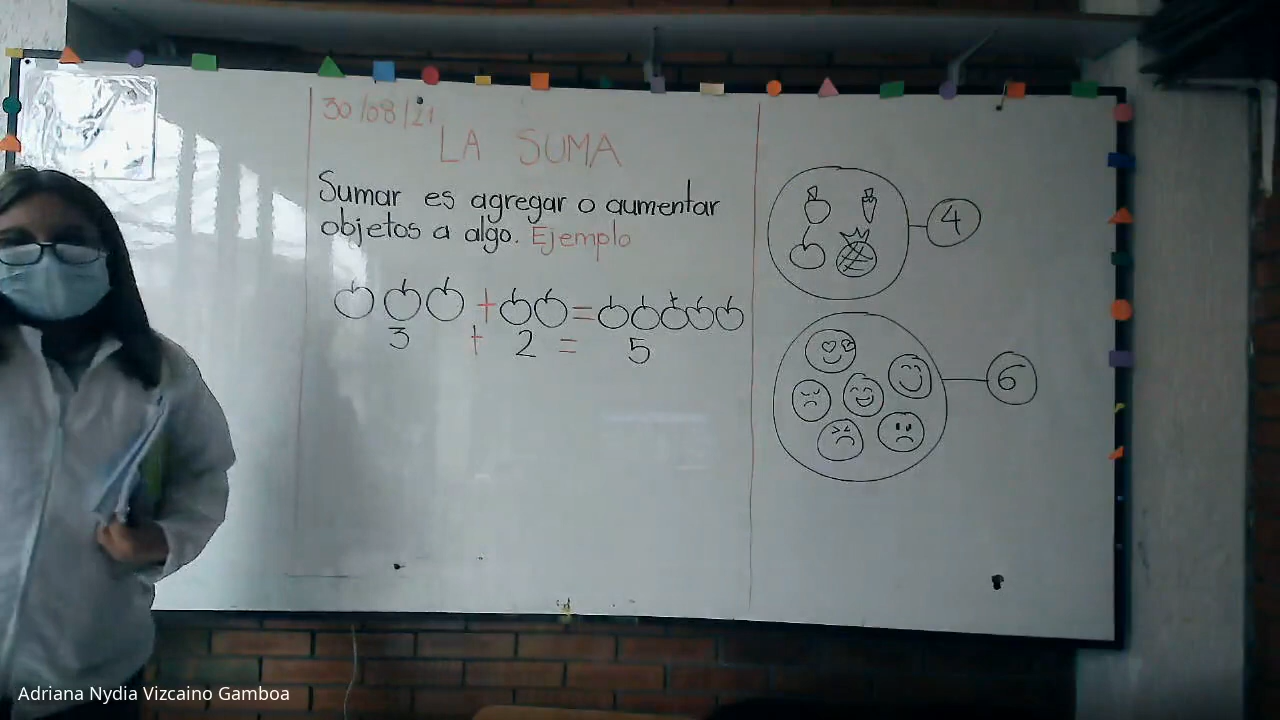 30/08/21
LA SUMA
Sumar es agregar o aumentar
objetos a algo. Ejemplo
+ =
3 + 2 = 5
4
6
Adriana Nydia Vizcaino Gamboa